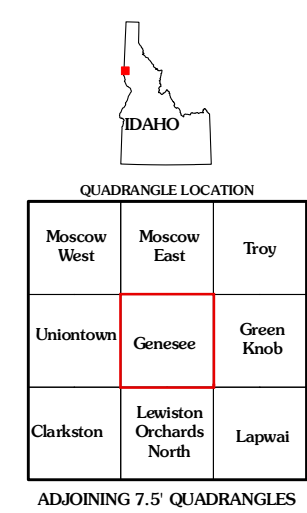 IDAHO
QUADRANGLE LOCATION
Moscow
West
Moscow
East
Troy
Uniontown
Genesee
Green
Knob
Clarkston
Lewiston
Orchards
North
Lapwai
ADJOINING 7.5' QUADRANGLES